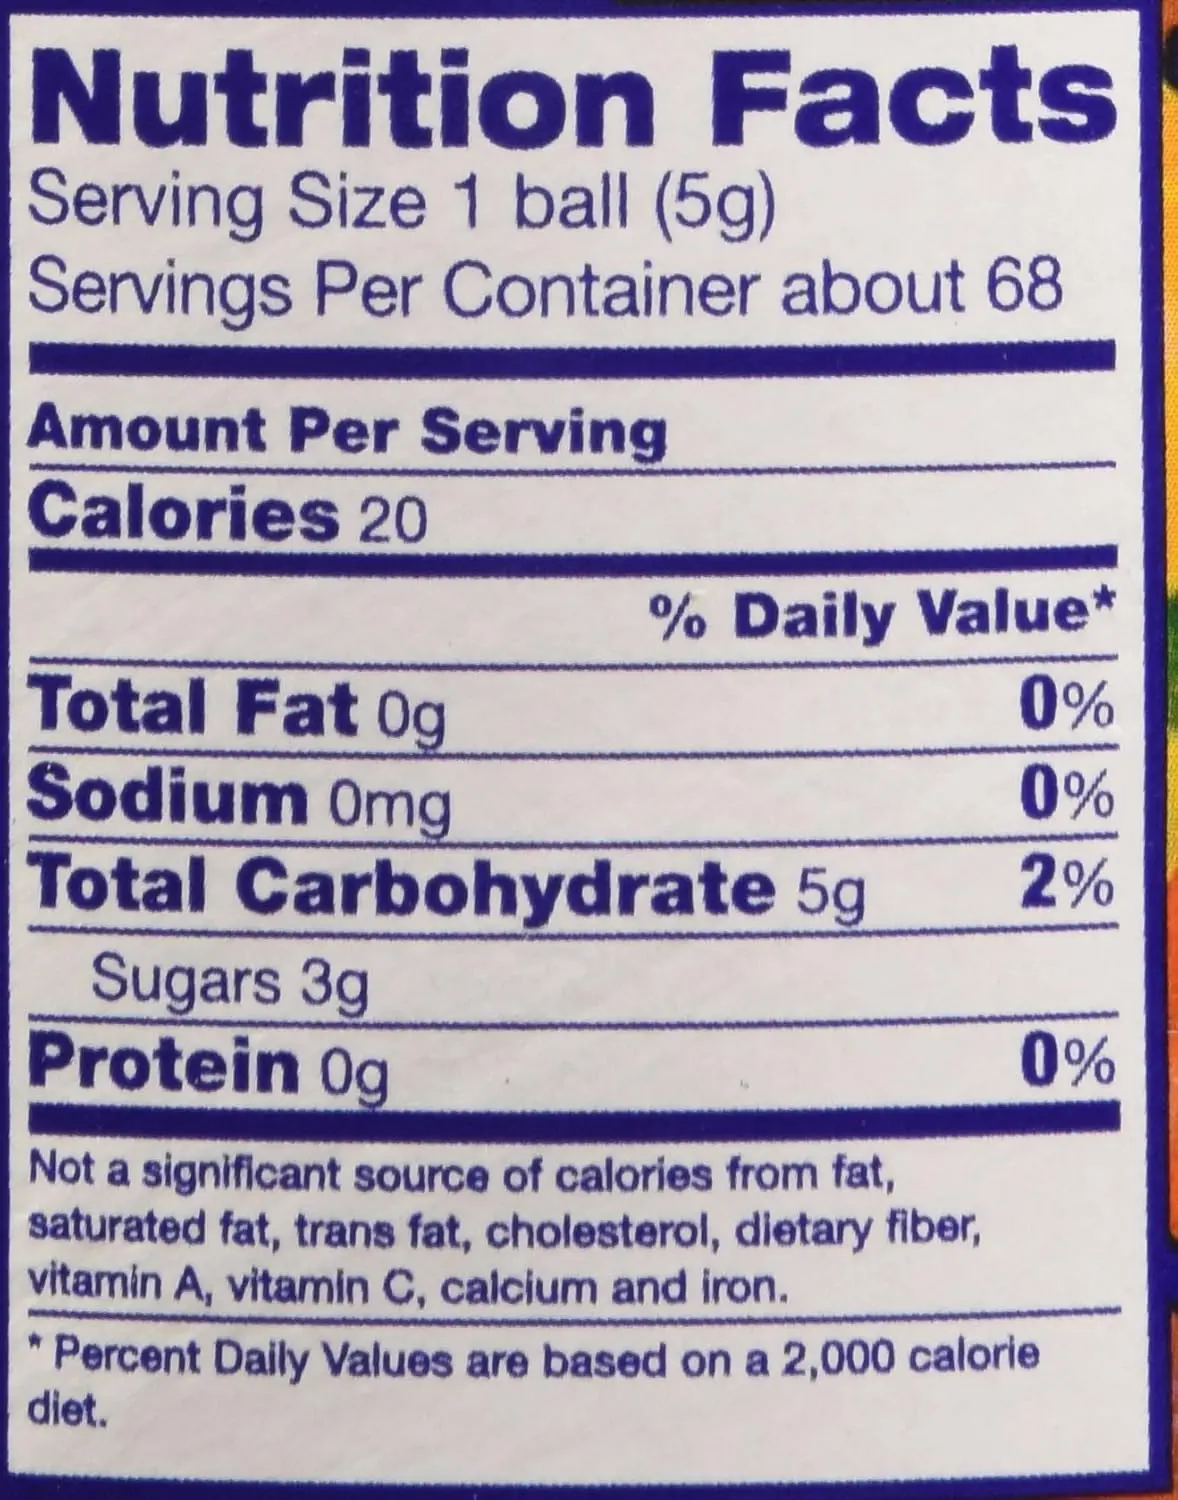 Nutrition Facts
Serving Size 1 ball (5g)
Servings Per Container about 68
Amount Per Serving
Calories 20
% Daily Value*
Total Fat 0g 0%
Sodium 0mg 0%
Total Carbohydrate 5g 2%
Sugars 3g
Protein 0g 0%
Not a significant source of calories from fat,
saturated fat, trans fat, cholesterol, dietary fiber,
vitamin A, vitamin C, calcium and iron.
* Percent Daily Values are based on a 2,000 calorie
diet.